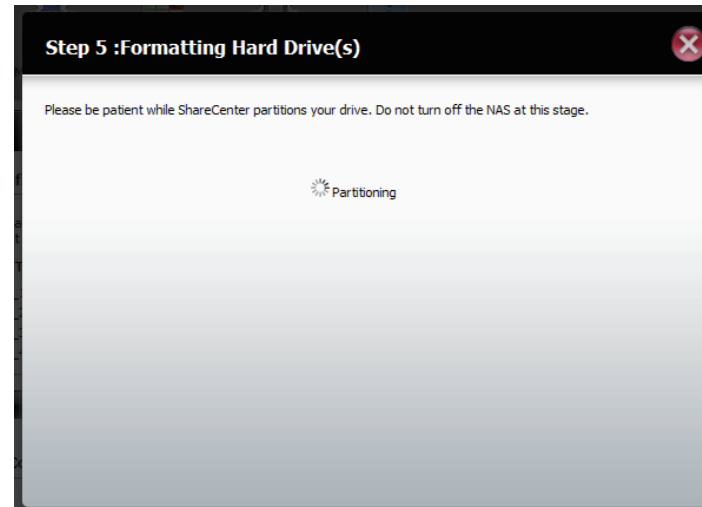 Step 5 :Formatting Hard Drive(s)
Please be patient while ShareCenter partitions your drive. Do not turn off the NAS at this stage.
Partitioning